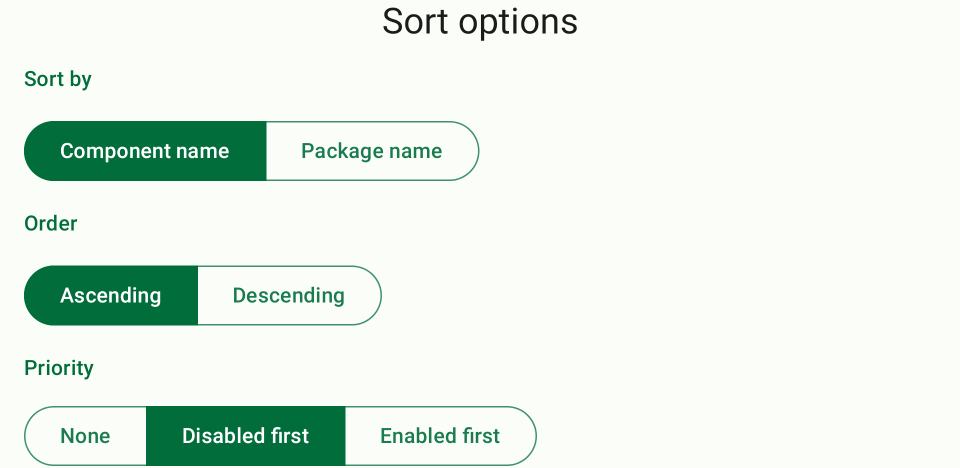 Sort options
Sort by
Component name Package name
Order
Ascending Descending
Priority
None Disabled first Enabled first